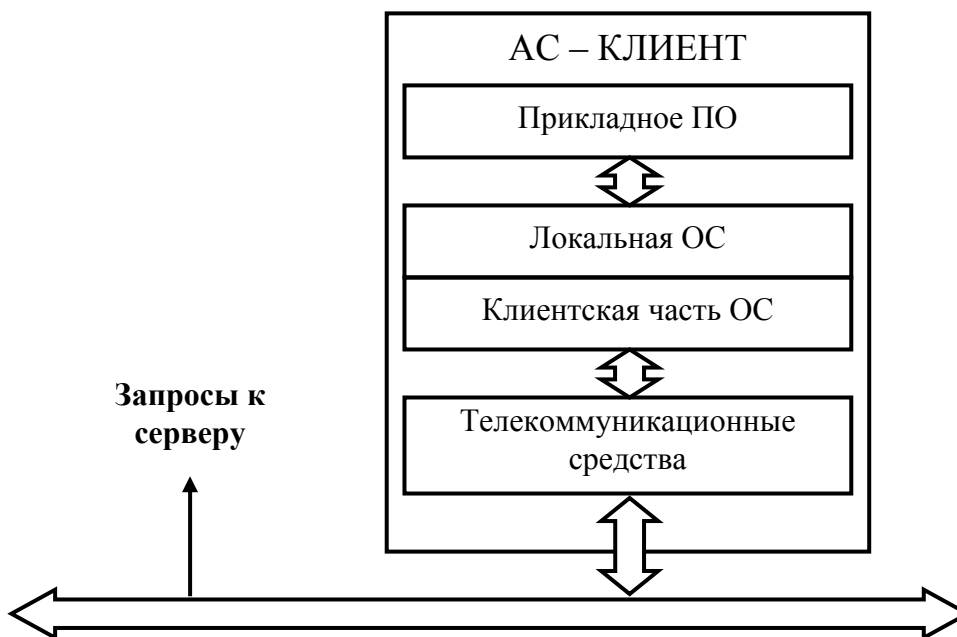 АС – КЛИЕНТ
Прикладное ПО
Локальная ОС
Клиентская часть ОС
Запросы к
серверу
Телекоммуникационные
средства